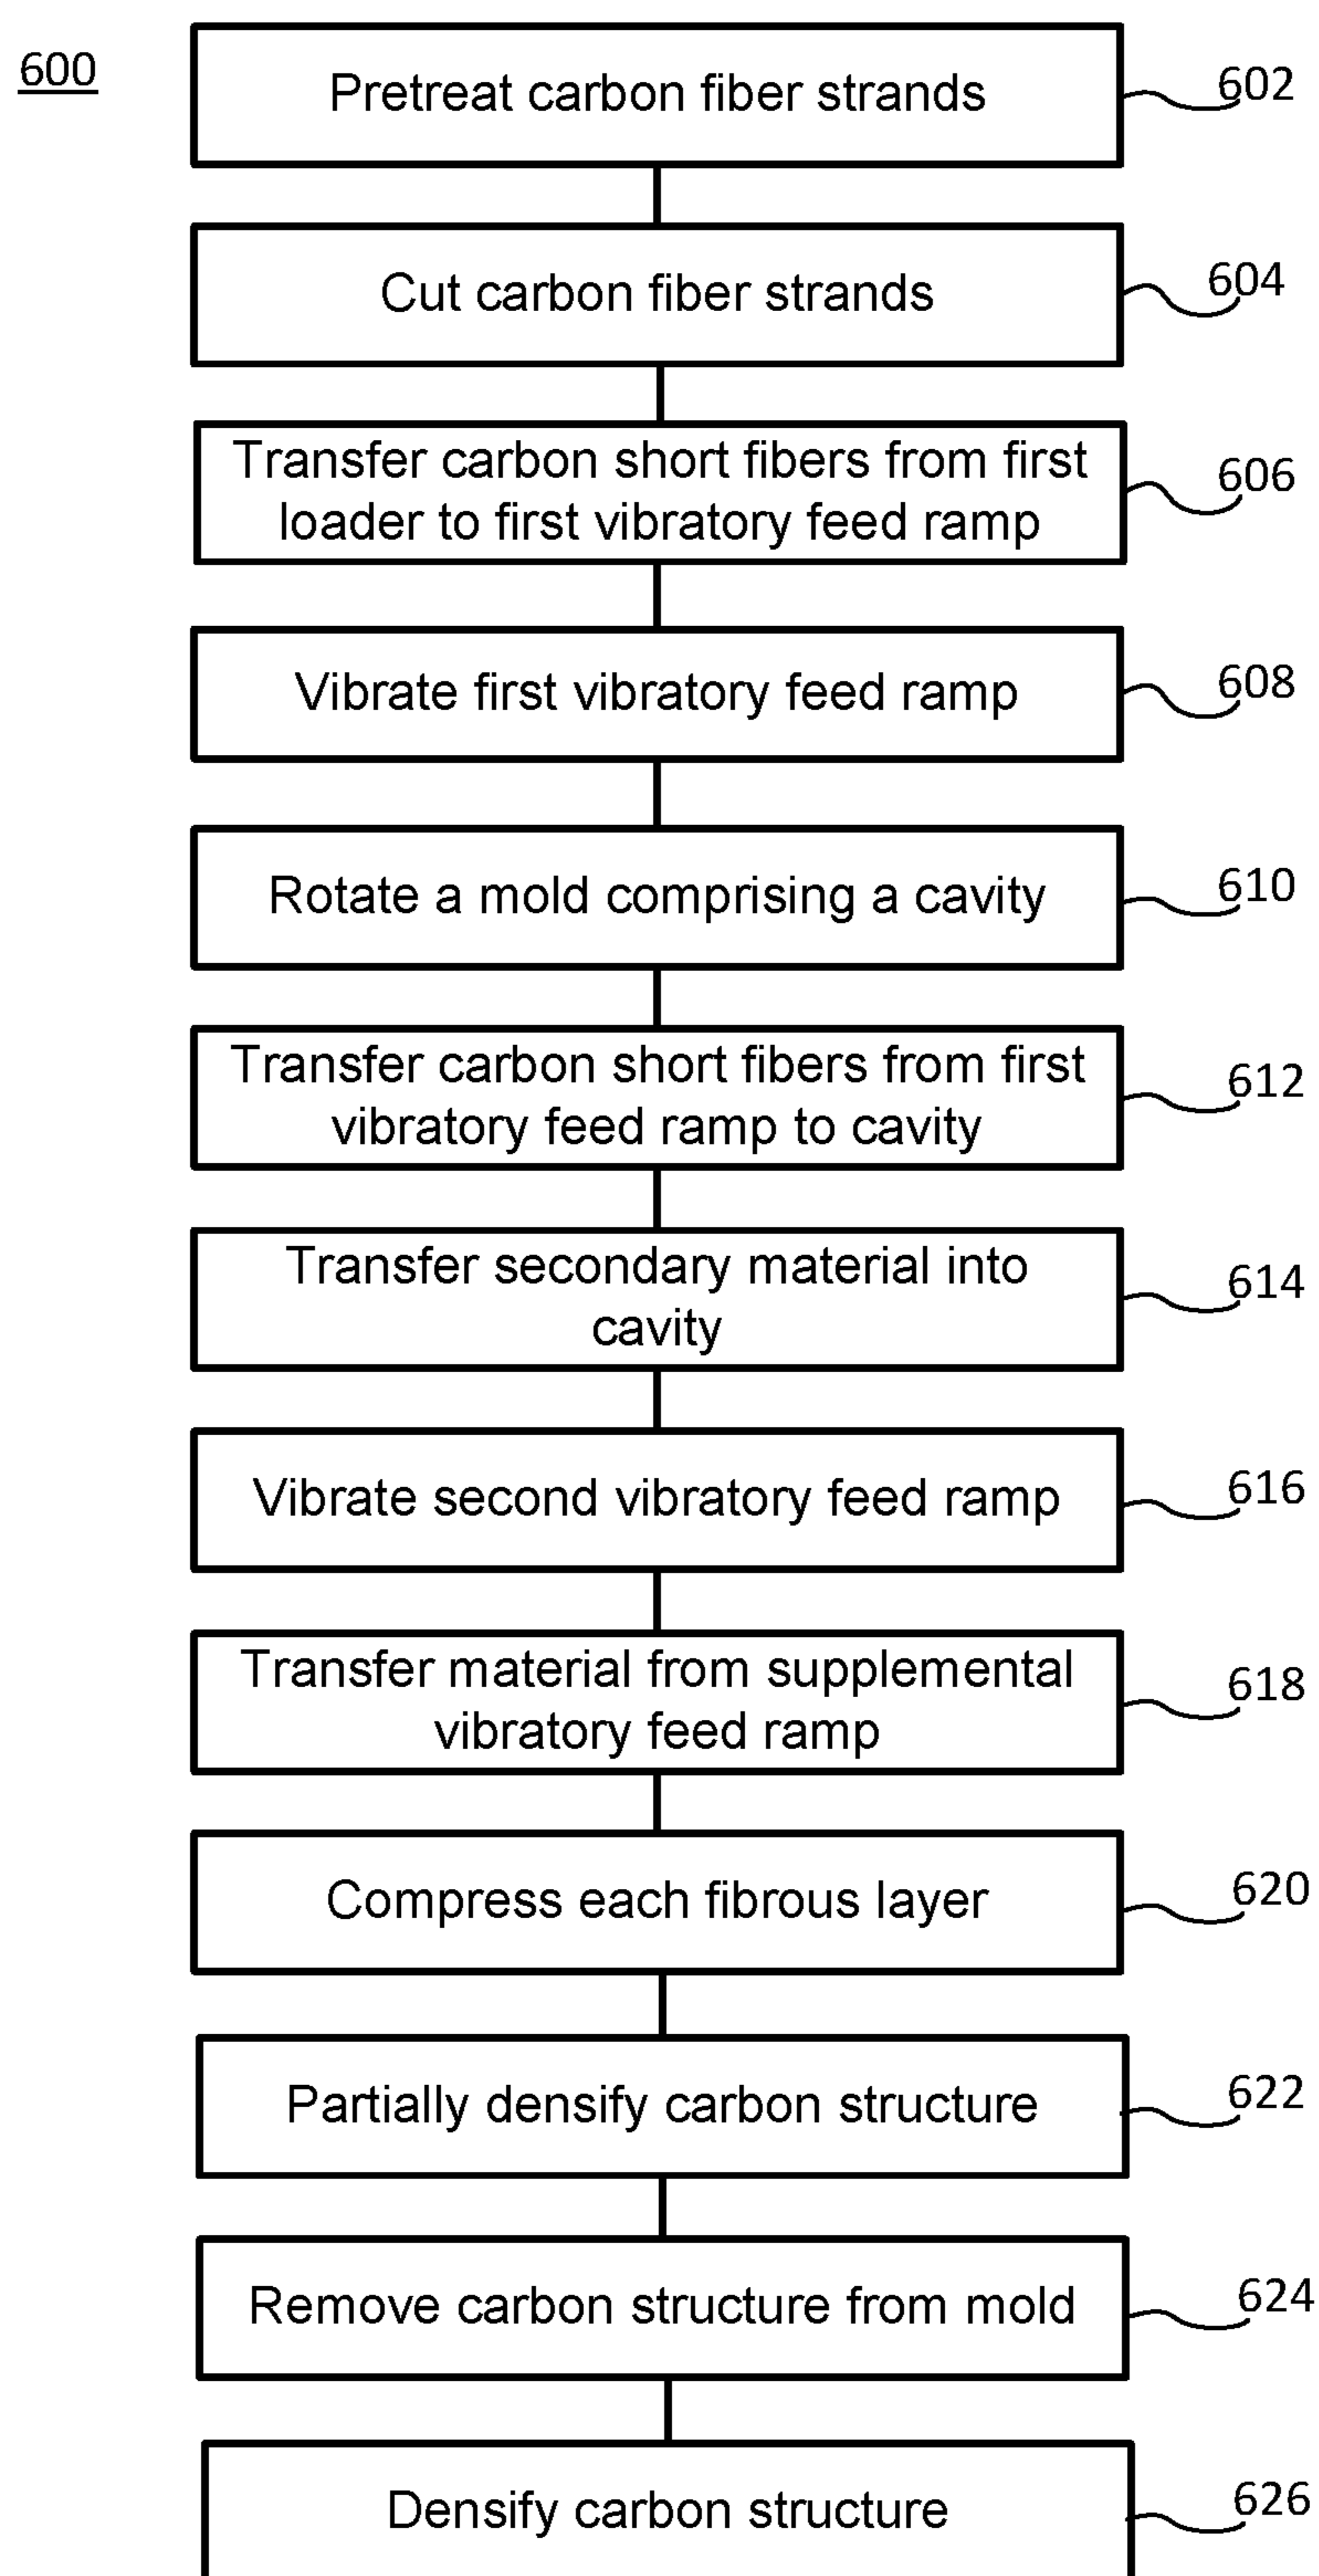 600
Pretreat carbon fiber strands
602
Cut carbon fiber strands
604
Transfer carbon short fibers from first
loader to first vibratory feed ramp
606
Vibrate first vibratory feed ramp
608
Rotate a mold comprising a cavity
610
Transfer carbon short fibers from first
vibratory feed ramp to cavity
612
Transfer secondary material into
cavity
614
Vibrate second vibratory feed ramp
616
Transfer material from supplemental
vibratory feed ramp
618
Compress each fibrous layer
620
Partially densify carbon structure
622
Remove carbon structure from mold
624
Densify carbon structure
626